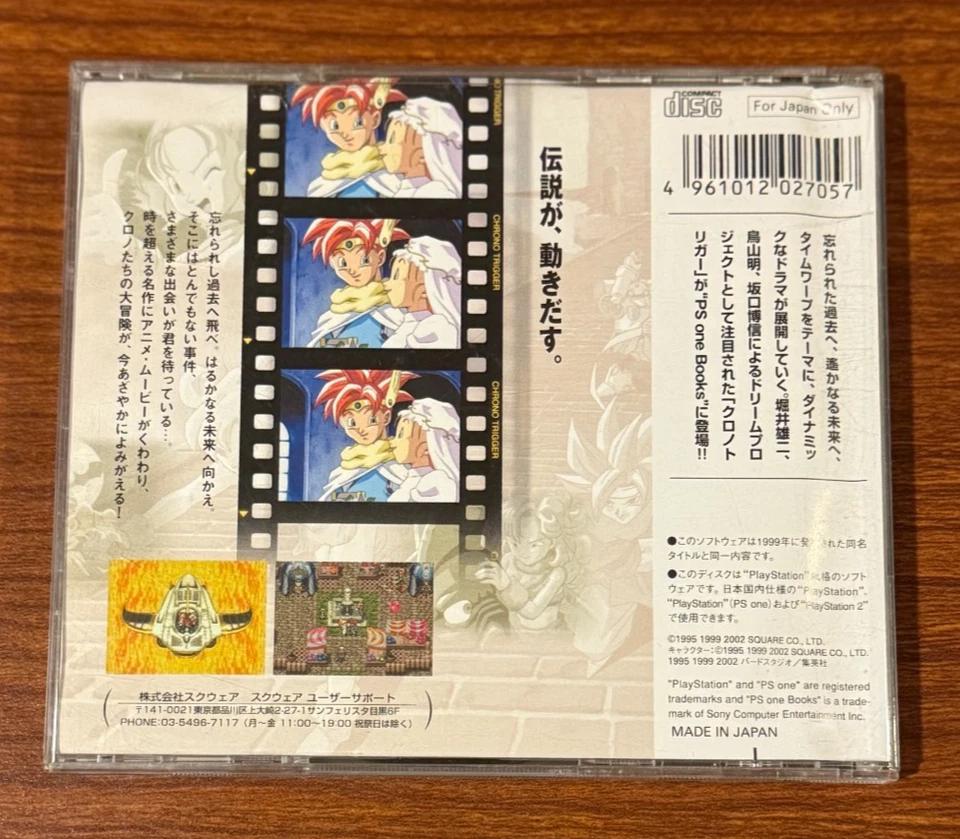 COMPACT
disc
For Japan Only
4 961012 027057
忘れられた過去へ、遙かなる未来へ、
タイムワープをテーマに、ダイナミッ
クなドラマが展開していく。堀井雄二、
鳥山明、坂口博信によるドリームプロ
ジェクトとして注目された「クロノト
リガー」が"PS one Books"に登場!!
伝説が、動きだす。
TRIGGER
CHRONO TRIGGER
CHRONO TRIGGER
忘れられし過去へ飛べ。はるかなる未来へ向かえ。
そこにはとんでもない事件、
さまざまな出会いが君を待っている…。
時を超える名作にアニメ・ムービーがくわわり、
クロノたちの大冒険が、今あざやかによみがえる!
●このソフトウェアは1999年に発売された同名
タイトルと同一内容です。
●このディスクは"PlayStation"規格のソフト
ウェアです。日本国内仕様の"PlayStation"、
"PlayStation"(PS one)および"PlayStation 2"
で使用できます。
©1995 1999 2002 SQUARE CO., LTD.
キャラクター:©1995 1999 2002 SQUARE CO., LTD.
1995 1999 2002 バードスタジオ/集英社
"PlayStation" and "PS one" are registered
trademarks and "PS one Books" is a trade-
mark of Sony Computer Entertainment Inc.
MADE IN JAPAN
株式会社スクウェア スクウェア ユーザーサポート
〒141-0021東京都品川区上大崎2-27-1サンフェリスタ目黒6F
PHONE:03-5496-7117(月〜金 11:00〜19:00 祝祭日は除く)